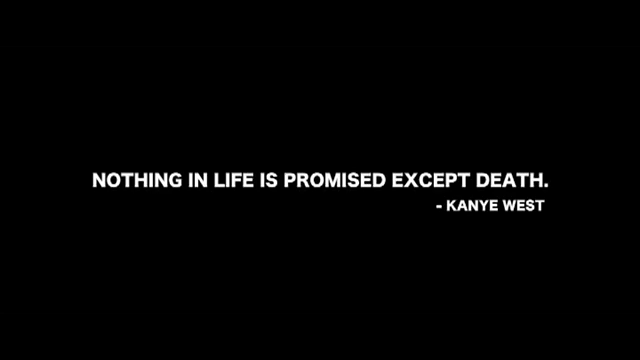 NOTHING IN LIFE IS PROMISED EXCEPT DEATH.
- KANYE WEST